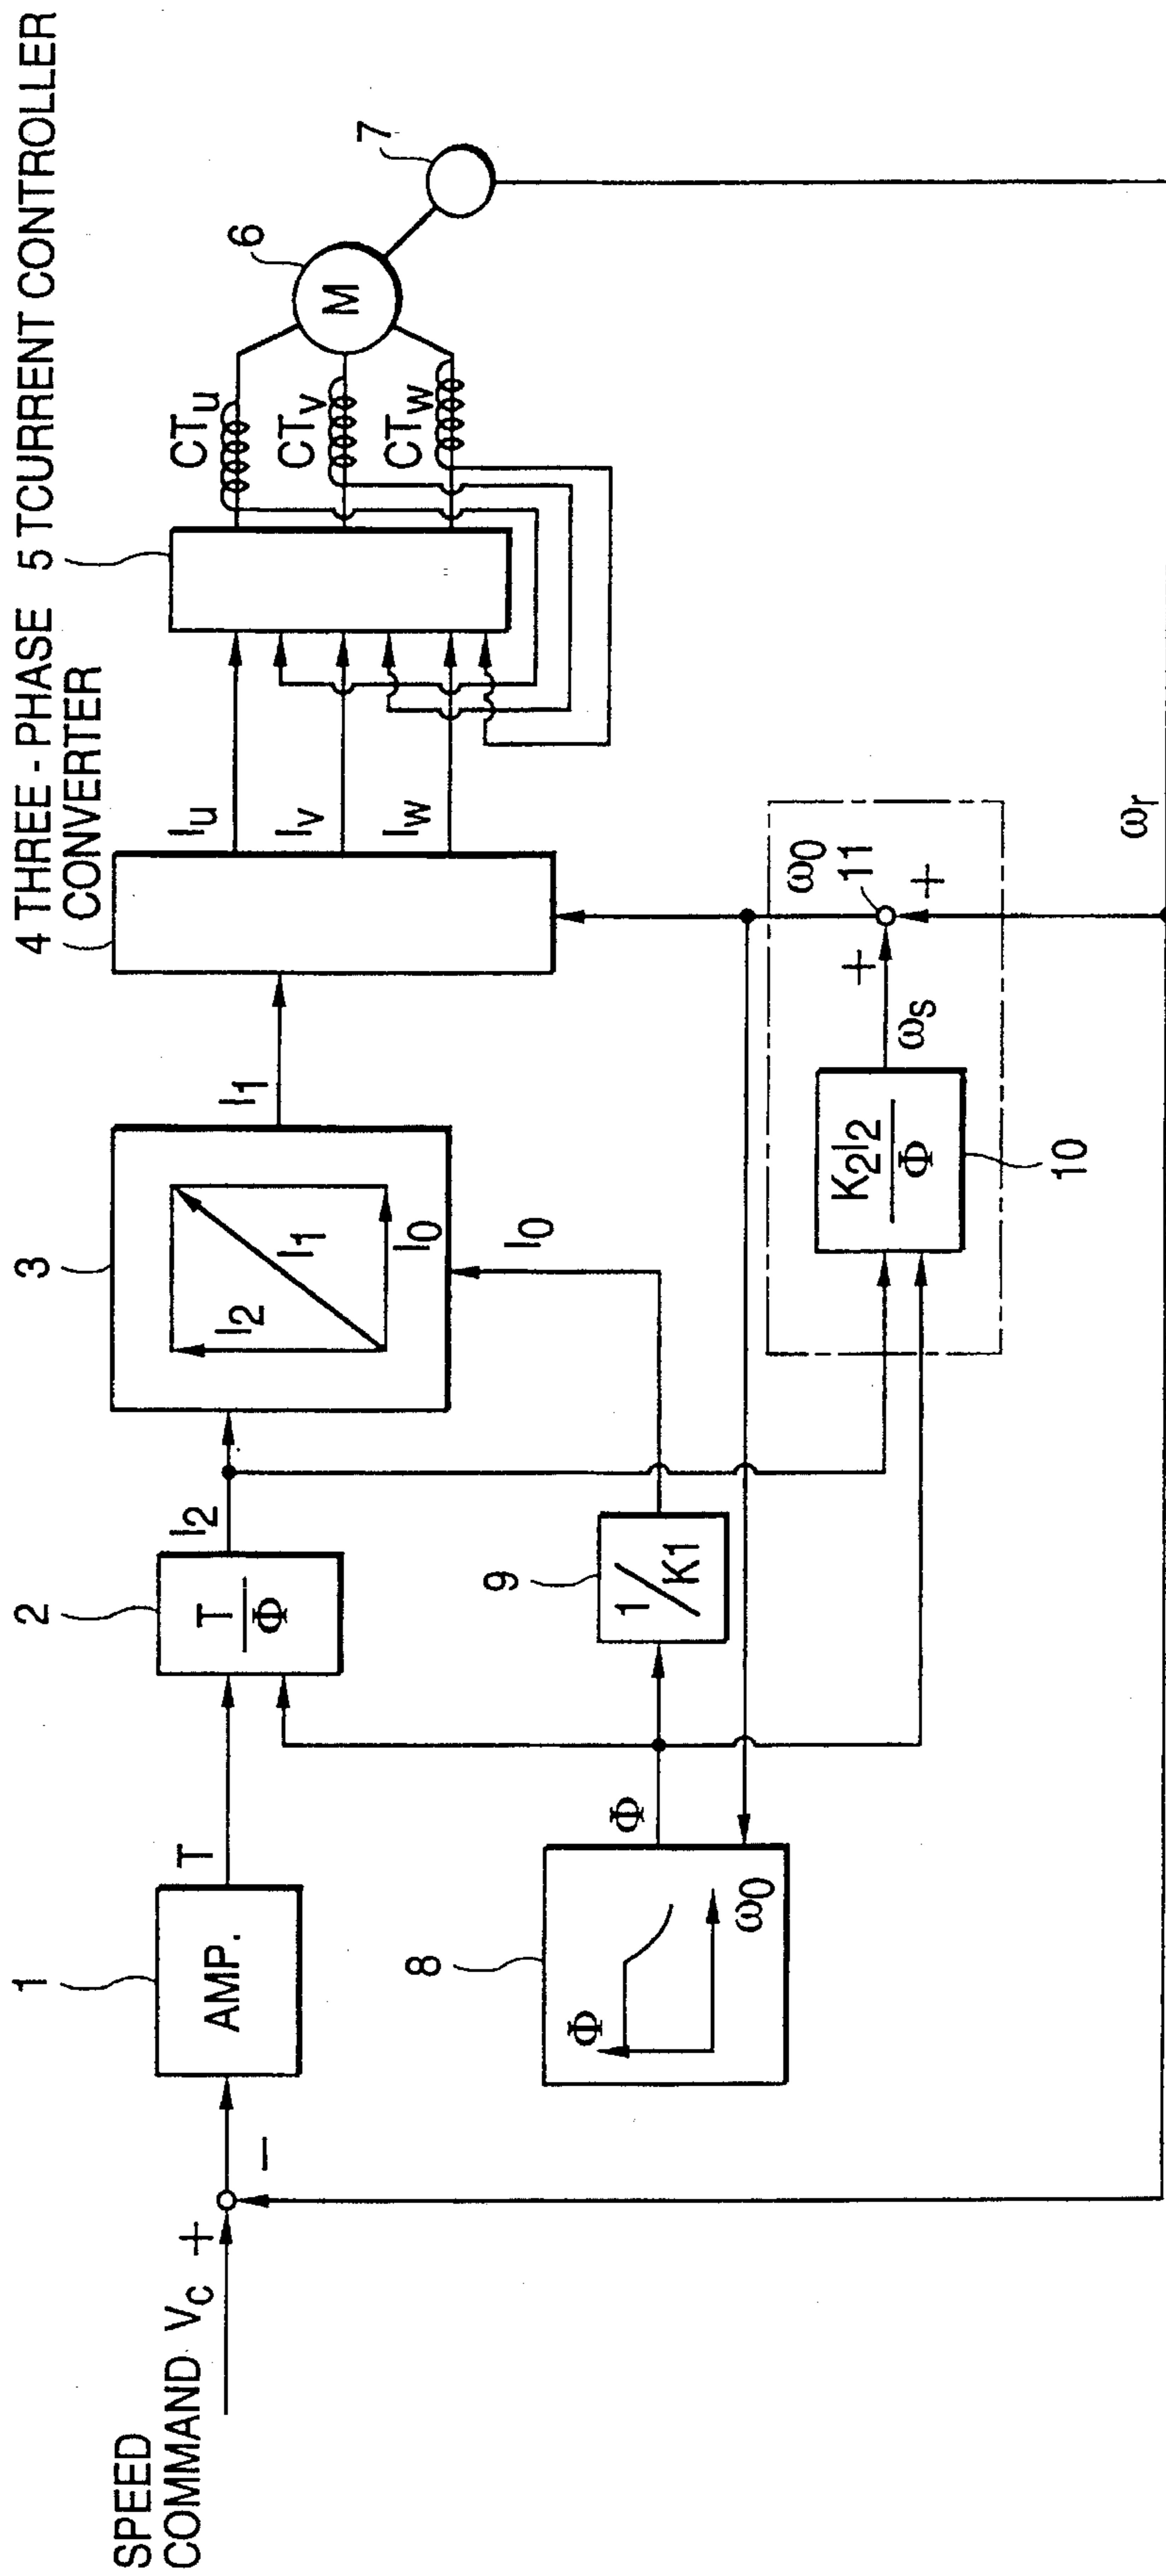 SPEED
COMMAND Vc
+
−
1
AMP.
T
2
T
Φ
I2
3
I2
I1
I0
I1
I0
4 THREE - PHASE
CONVERTER
Iu
Iv
Iw
5 TCURRENT CONTROLLER
CTu
CTv
CTw
6
M
7
8
Φ
ω0
Φ
9
1/K1
K2I2
Φ
10
ωs
+
+
ω0
11
ωr